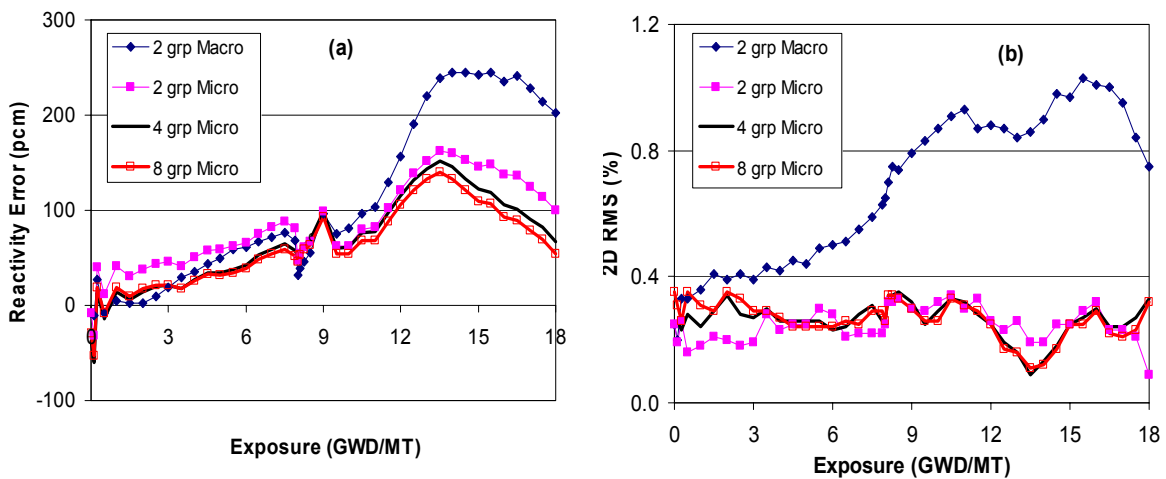 (a)
2 grp Macro
2 grp Micro
4 grp Micro
8 grp Micro
Reactivity Error (pcm)
300
200
100
0
-100
0
3
6
9
12
15
18
Exposure (GWD/MT)
(b)
2 grp Macro
2 grp Micro
4 grp Micro
8 grp Micro
2D RMS (%)
1.2
0.8
0.4
0.0
0
3
6
9
12
15
18
Exposure (GWD/MT)